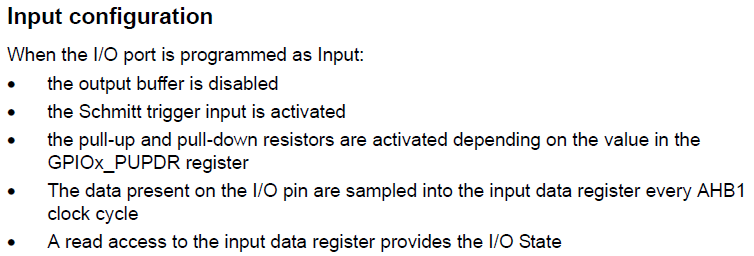 Input configuration
When the I/O port is programmed as Input:
• the output buffer is disabled
• the Schmitt trigger input is activated
• the pull-up and pull-down resistors are activated depending on the value in the
GPIOx_PUPDR register
• The data present on the I/O pin are sampled into the input data register every AHB1
clock cycle
• A read access to the input data register provides the I/O State